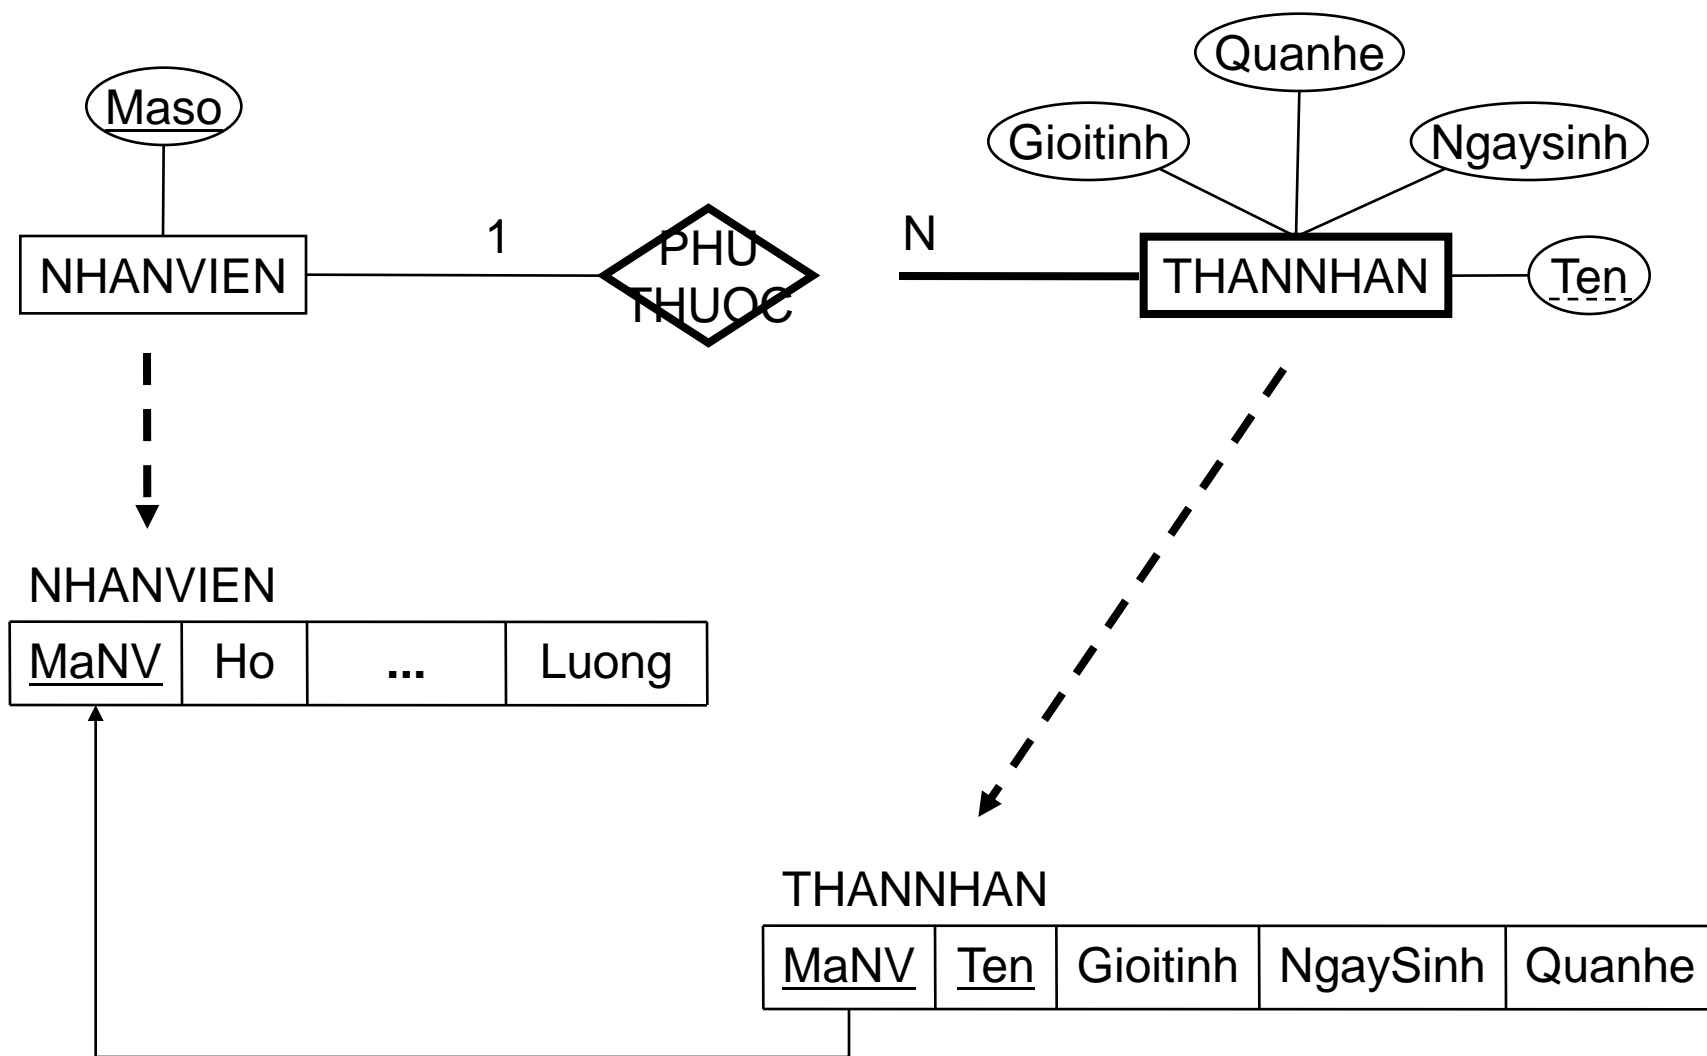 Quanhe
Maso
Gioitinh
Ngaysinh
1
N
NHANVIEN
PHU
THUOC
THANNHAN
Ten
NHANVIEN
MaNV Ho ... Luong
THANNHAN
MaNV Ten Gioitinh NgaySinh Quanhe